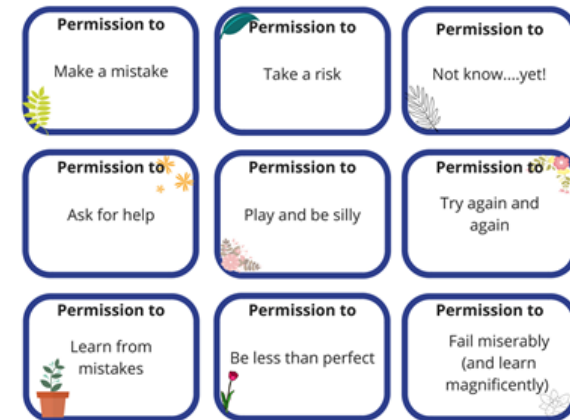 Permission to
Make a mistake
Permission to
Take a risk
Permission to
Not know....yet!
Permission to
Ask for help
Permission to
Play and be silly
Permission to
Try again and
again
Permission to
Learn from
mistakes
Permission to
Be less than perfect
Permission to
Fail miserably
(and learn
magnificently)